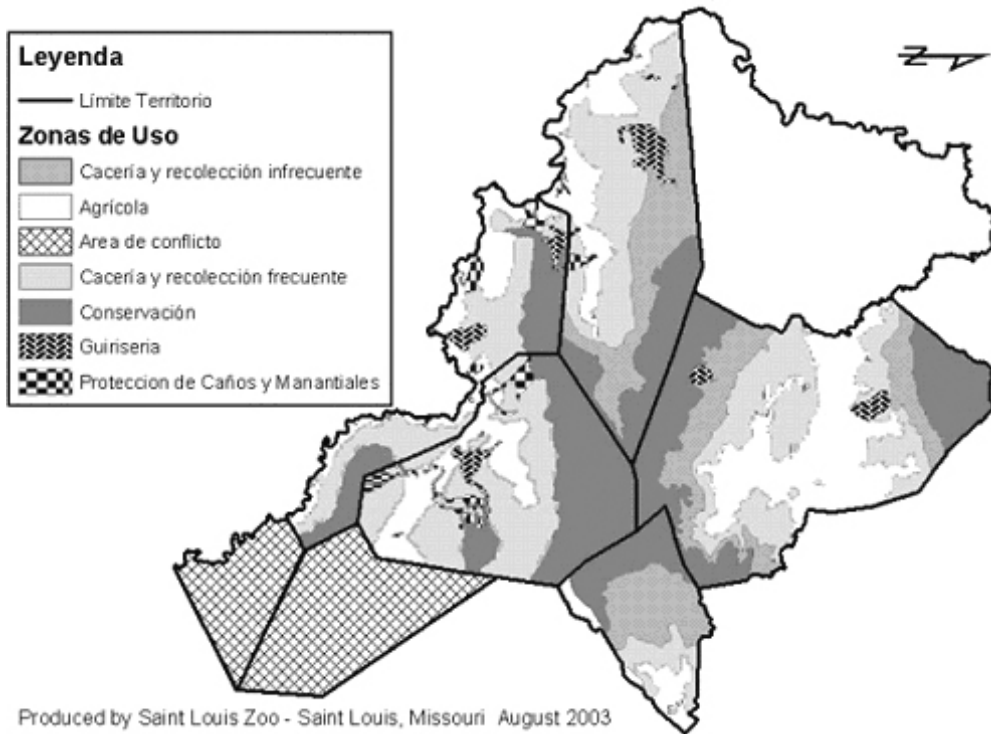 Leyenda
Límite Territorio
Zonas de Uso
Cacería y recolección infrecuente
Agrícola
Area de conflicto
Cacería y recolección frecuente
Conservación
Guiriseria
Proteccion de Caños y Manantiales
N
Produced by Saint Louis Zoo - Saint Louis, Missouri August 2003